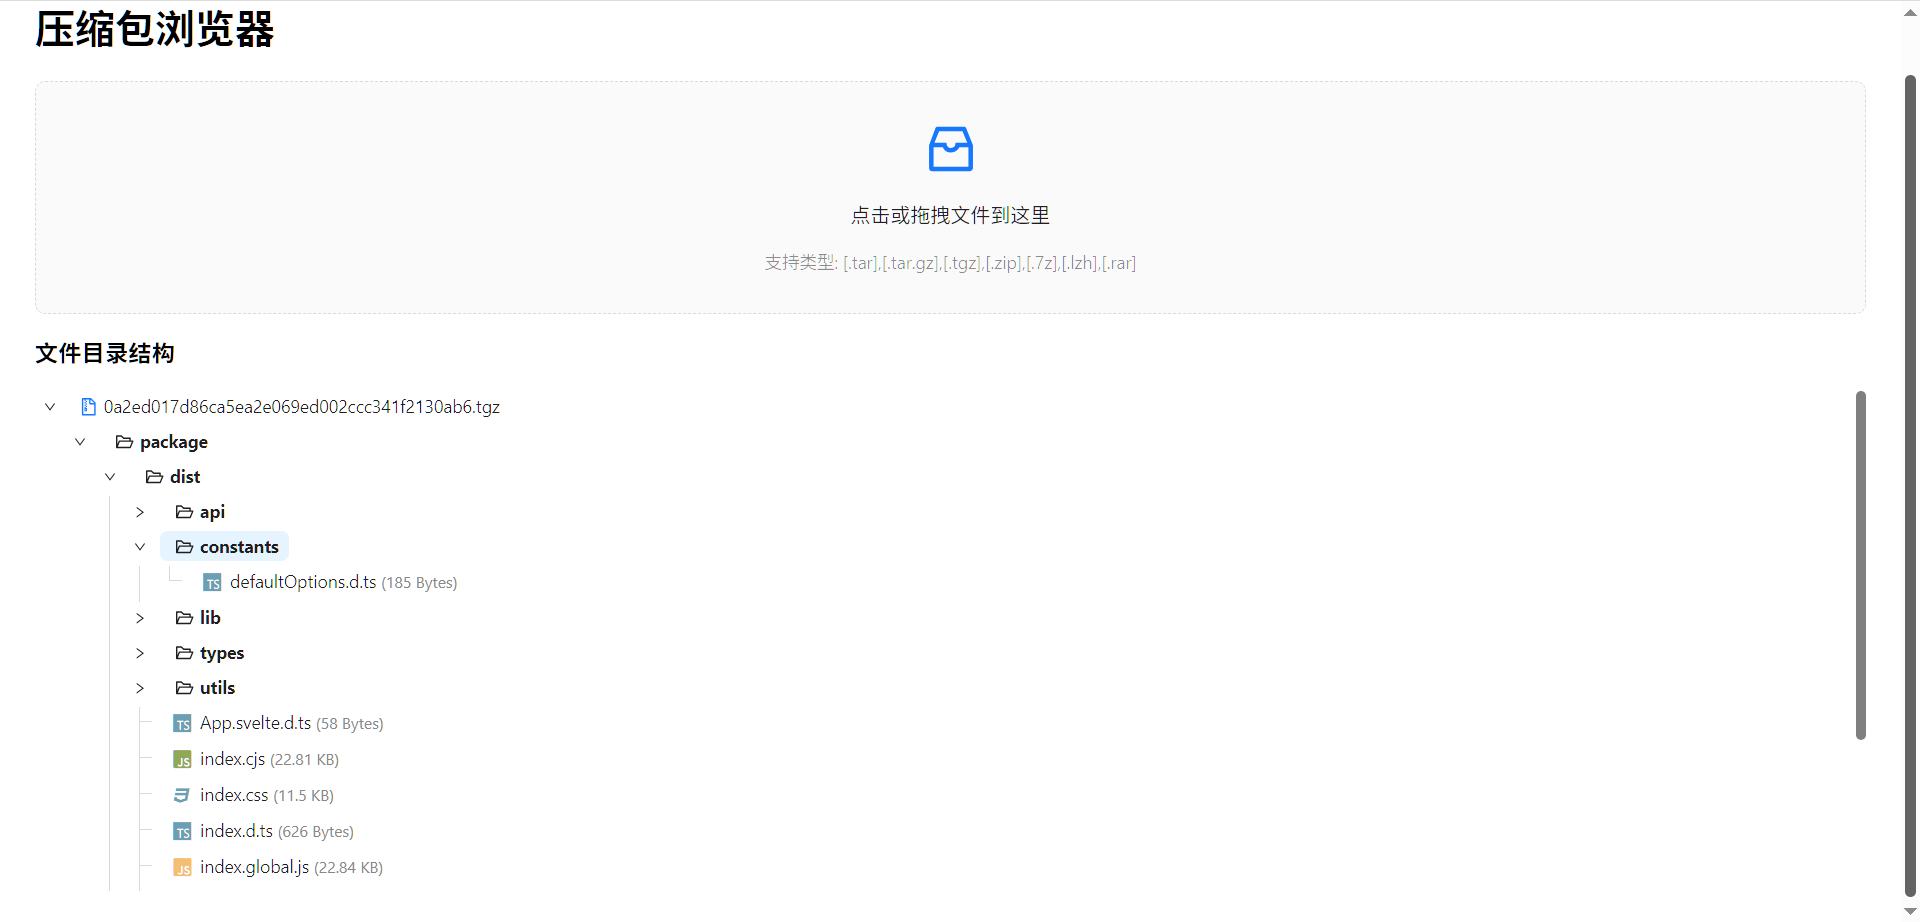 压缩包浏览器
点击或拖拽文件到这里
支持类型: [.tar],[.tar.gz],[.tgz],[.zip],[.7z],[.lzh],[.rar]
文件目录结构
0a2ed017d86ca5ea2e069ed002ccc341f2130ab6.tgz
package
dist
api
constants
TS defaultOptions.d.ts (185 Bytes)
lib
types
utils
TS App.svelte.d.ts (58 Bytes)
JS index.cjs (22.81 KB)
index.css (11.5 KB)
TS index.d.ts (626 Bytes)
JS index.global.js (22.84 KB)